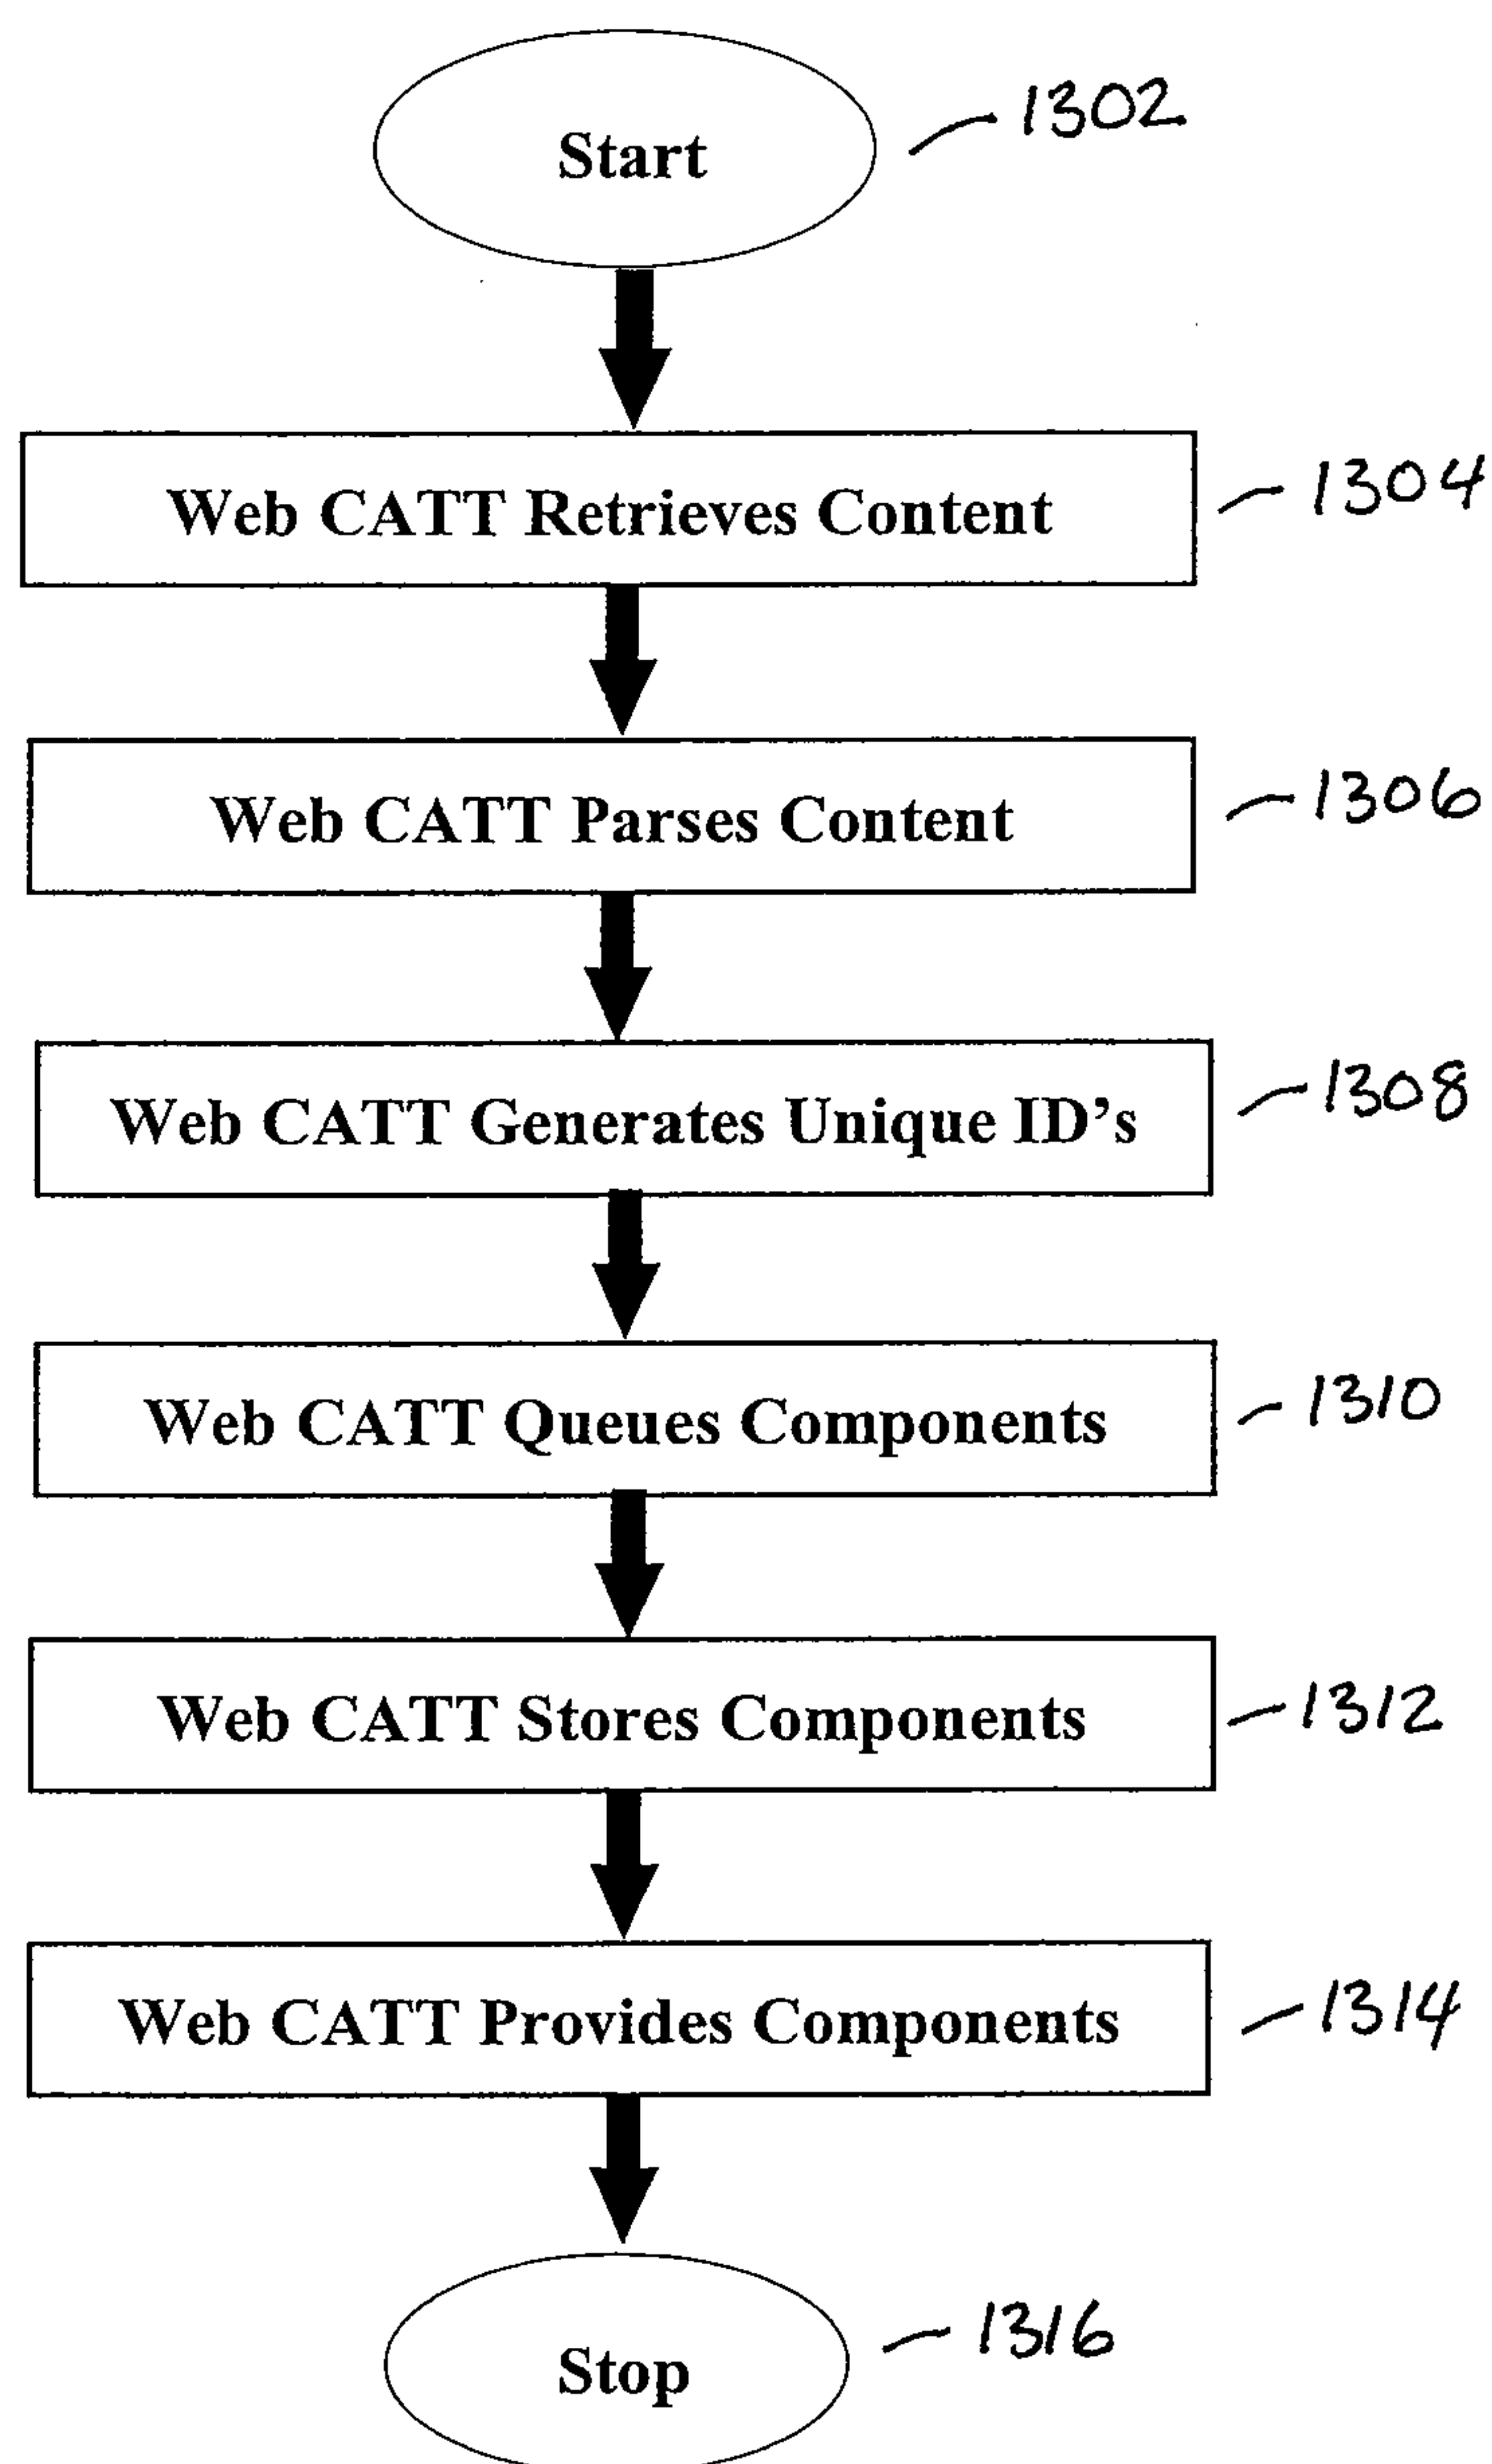 Start
1302
Web CATT Retrieves Content
1304
Web CATT Parses Content
1306
Web CATT Generates Unique ID’s
1308
Web CATT Queues Components
1310
Web CATT Stores Components
1312
Web CATT Provides Components
1314
Stop
1316